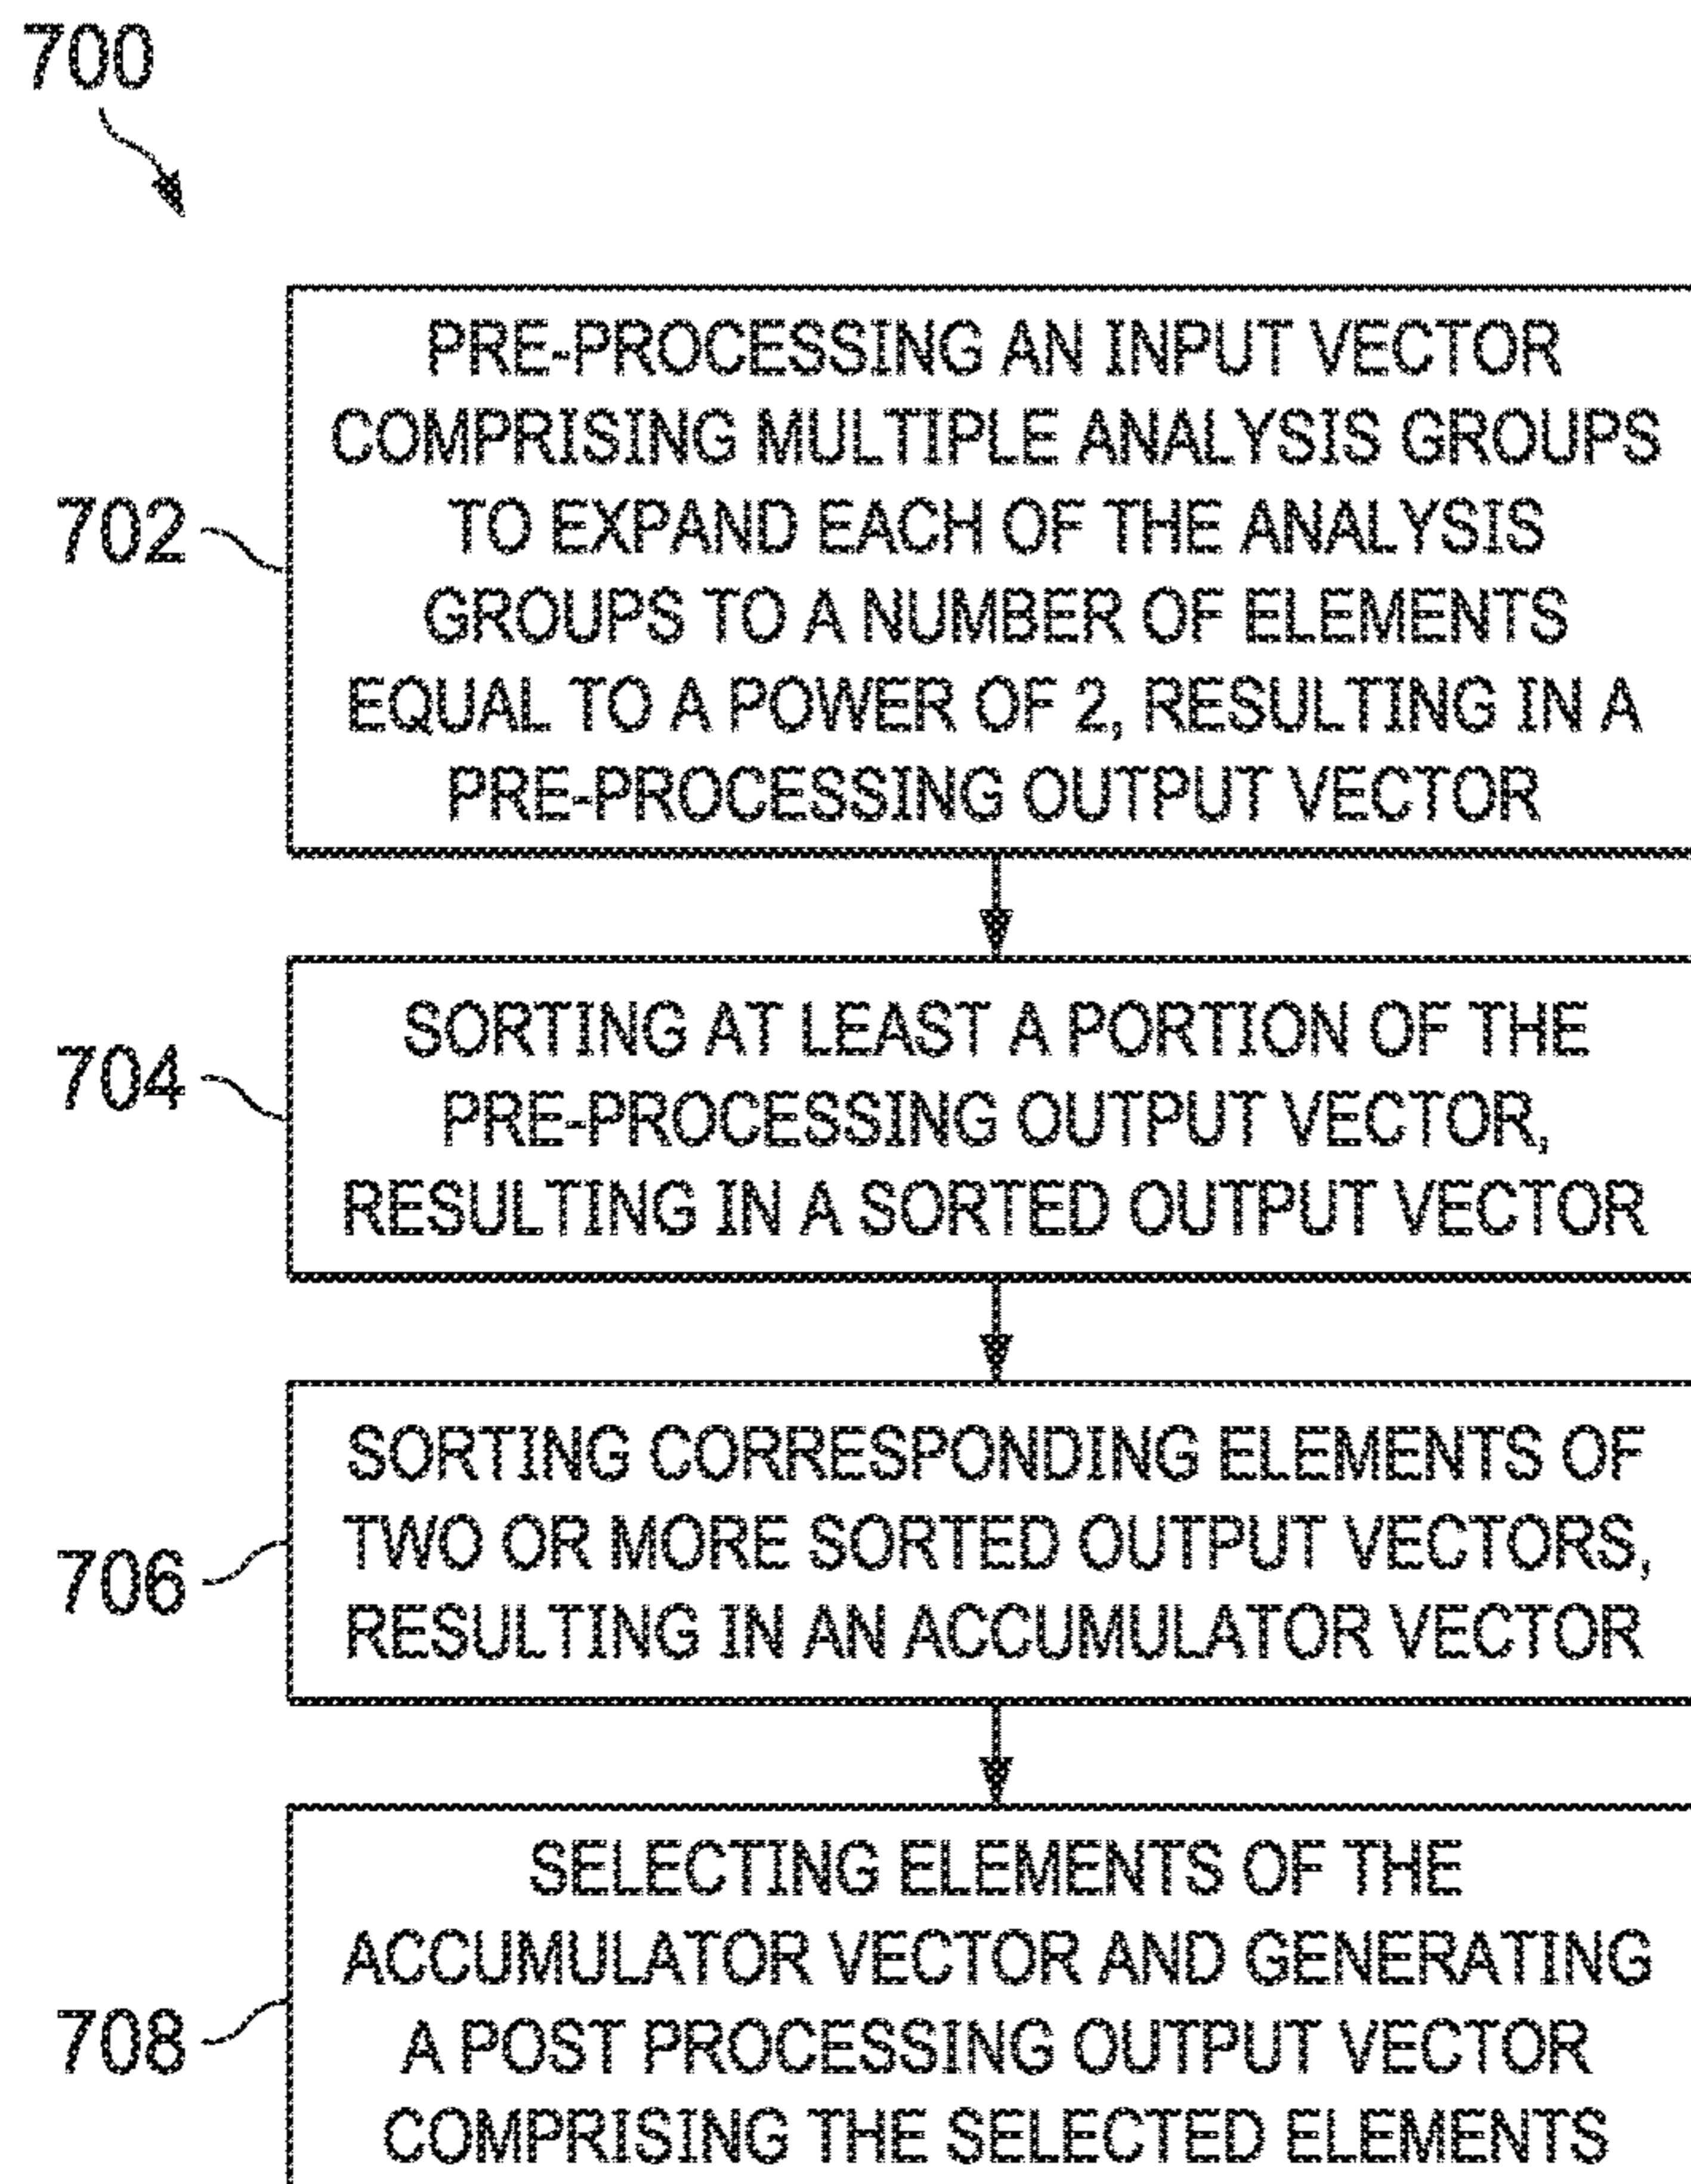 700
PRE-PROCESSING AN INPUT VECTOR
COMPRISING MULTIPLE ANALYSIS GROUPS
TO EXPAND EACH OF THE ANALYSIS
GROUPS TO A NUMBER OF ELEMENTS
EQUAL TO A POWER OF 2, RESULTING IN A
PRE-PROCESSING OUTPUT VECTOR
702
SORTING AT LEAST A PORTION OF THE
PRE-PROCESSING OUTPUT VECTOR,
RESULTING IN A SORTED OUTPUT VECTOR
704
SORTING CORRESPONDING ELEMENTS OF
TWO OR MORE SORTED OUTPUT VECTORS,
RESULTING IN AN ACCUMULATOR VECTOR
706
SELECTING ELEMENTS OF THE
ACCUMULATOR VECTOR AND GENERATING
A POST PROCESSING OUTPUT VECTOR
COMPRISING THE SELECTED ELEMENTS
708